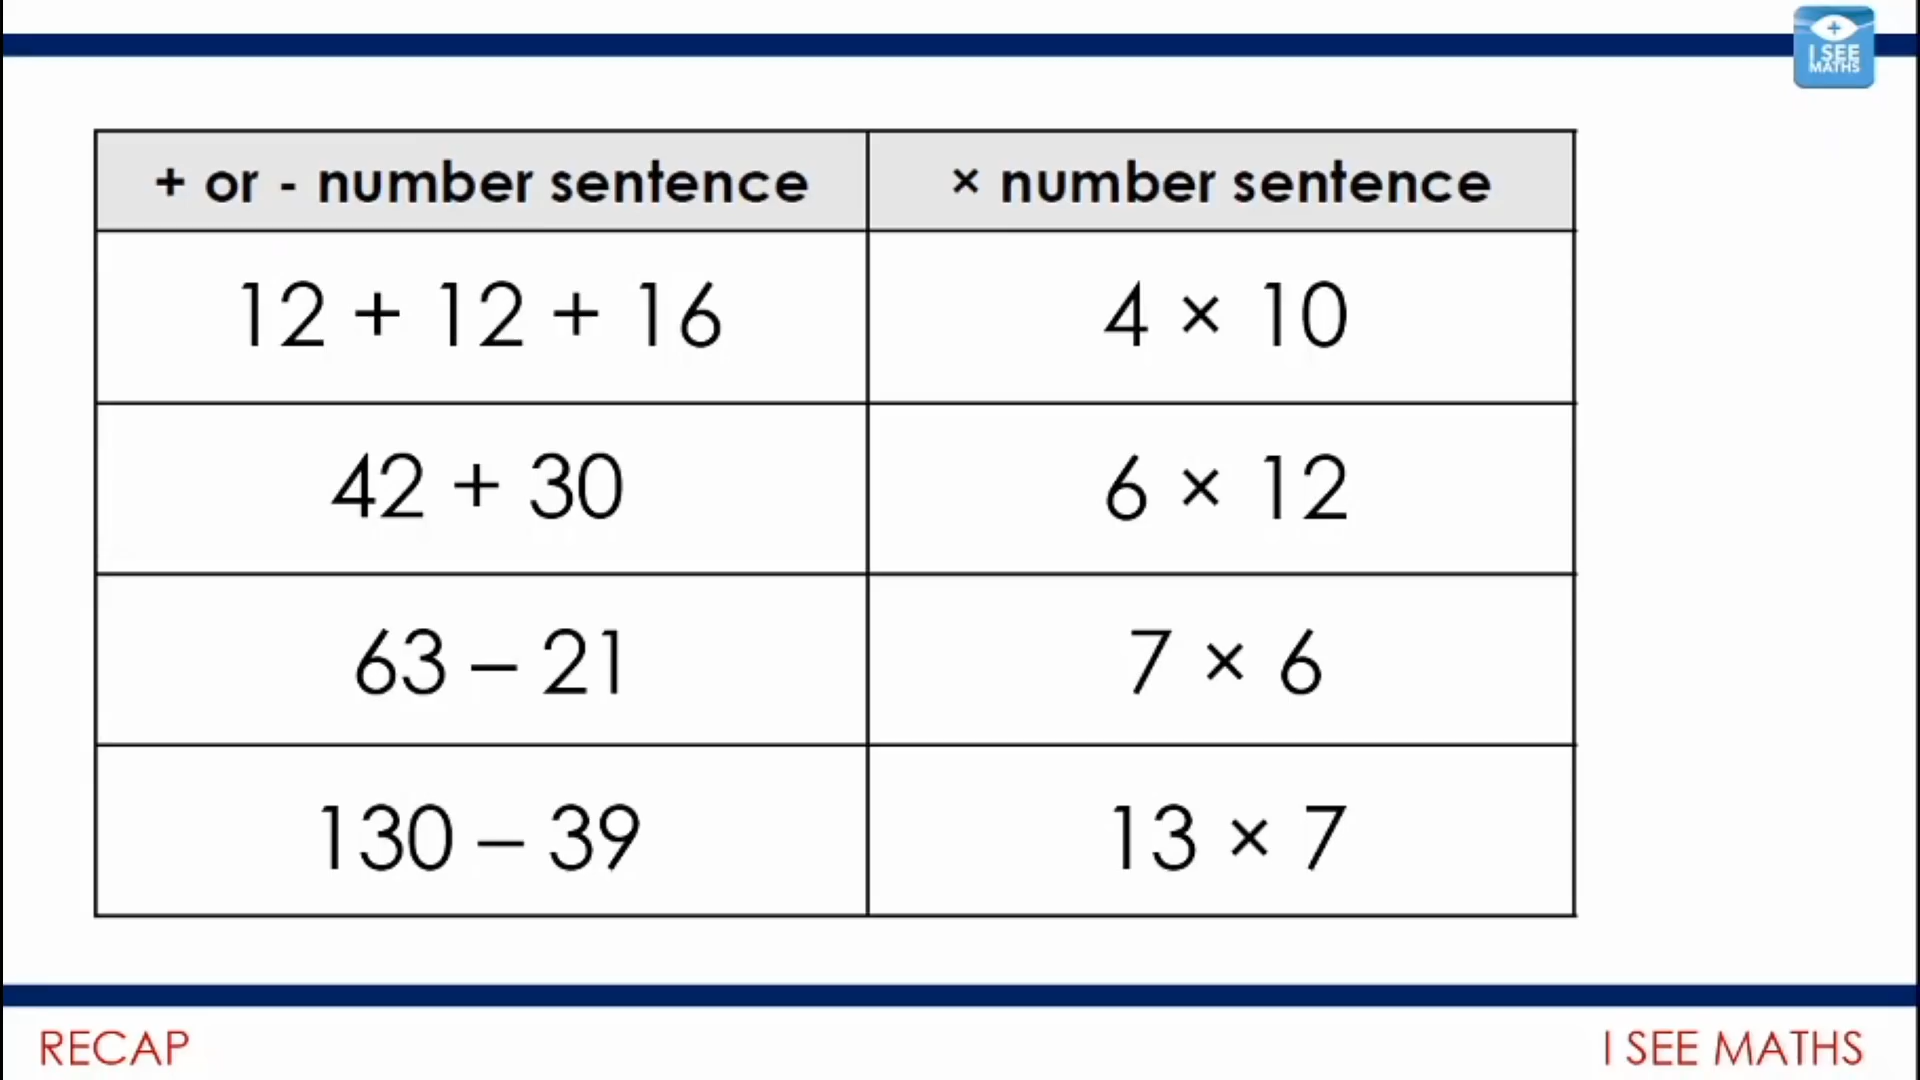 I SEE
MATHS
+ or - number sentence
× number sentence
12 + 12 + 16
4 × 10
42 + 30
6 × 12
63 – 21
7 × 6
130 – 39
13 × 7
RECAP
I SEE MATHS